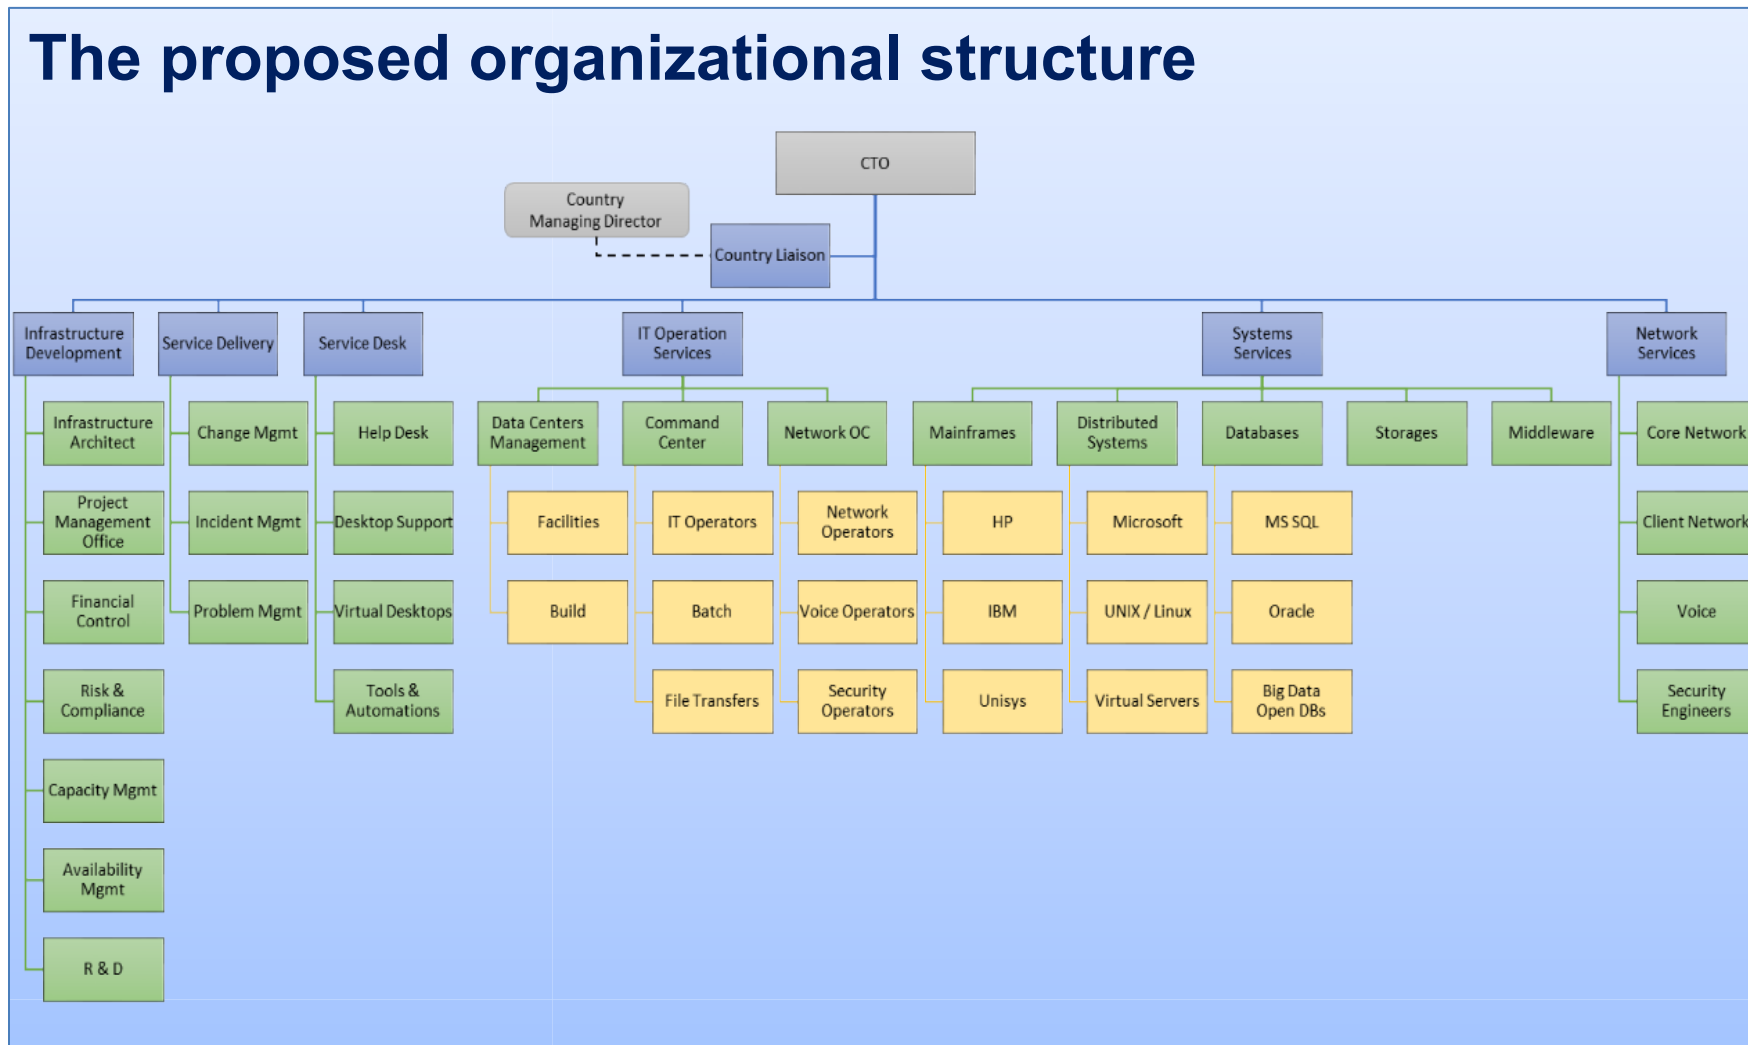 The proposed organizational structure
CTO
Country
Managing Director
Country Liaison
Infrastructure
Development
Service Delivery
Service Desk
IT Operation
Services
Systems
Services
Network
Services
Infrastructure
Architect
Change Mgmt
Help Desk
Data Centers
Management
Command
Center
Network OC
Mainframes
Distributed
Systems
Databases
Storages
Middleware
Core Network
Project
Management
Office
Incident Mgmt
Desktop Support
Facilities
IT Operators
Network
Operators
HP
Microsoft
MS SQL
Client Network
Financial
Control
Problem Mgmt
Virtual Desktops
Build
Batch
Voice Operators
IBM
UNIX / Linux
Oracle
Voice
Risk &
Compliance
Tools &
Automations
File Transfers
Security
Operators
Unisys
Virtual Servers
Big Data
Open DBs
Security
Engineers
Capacity Mgmt
Availability
Mgmt
R & D